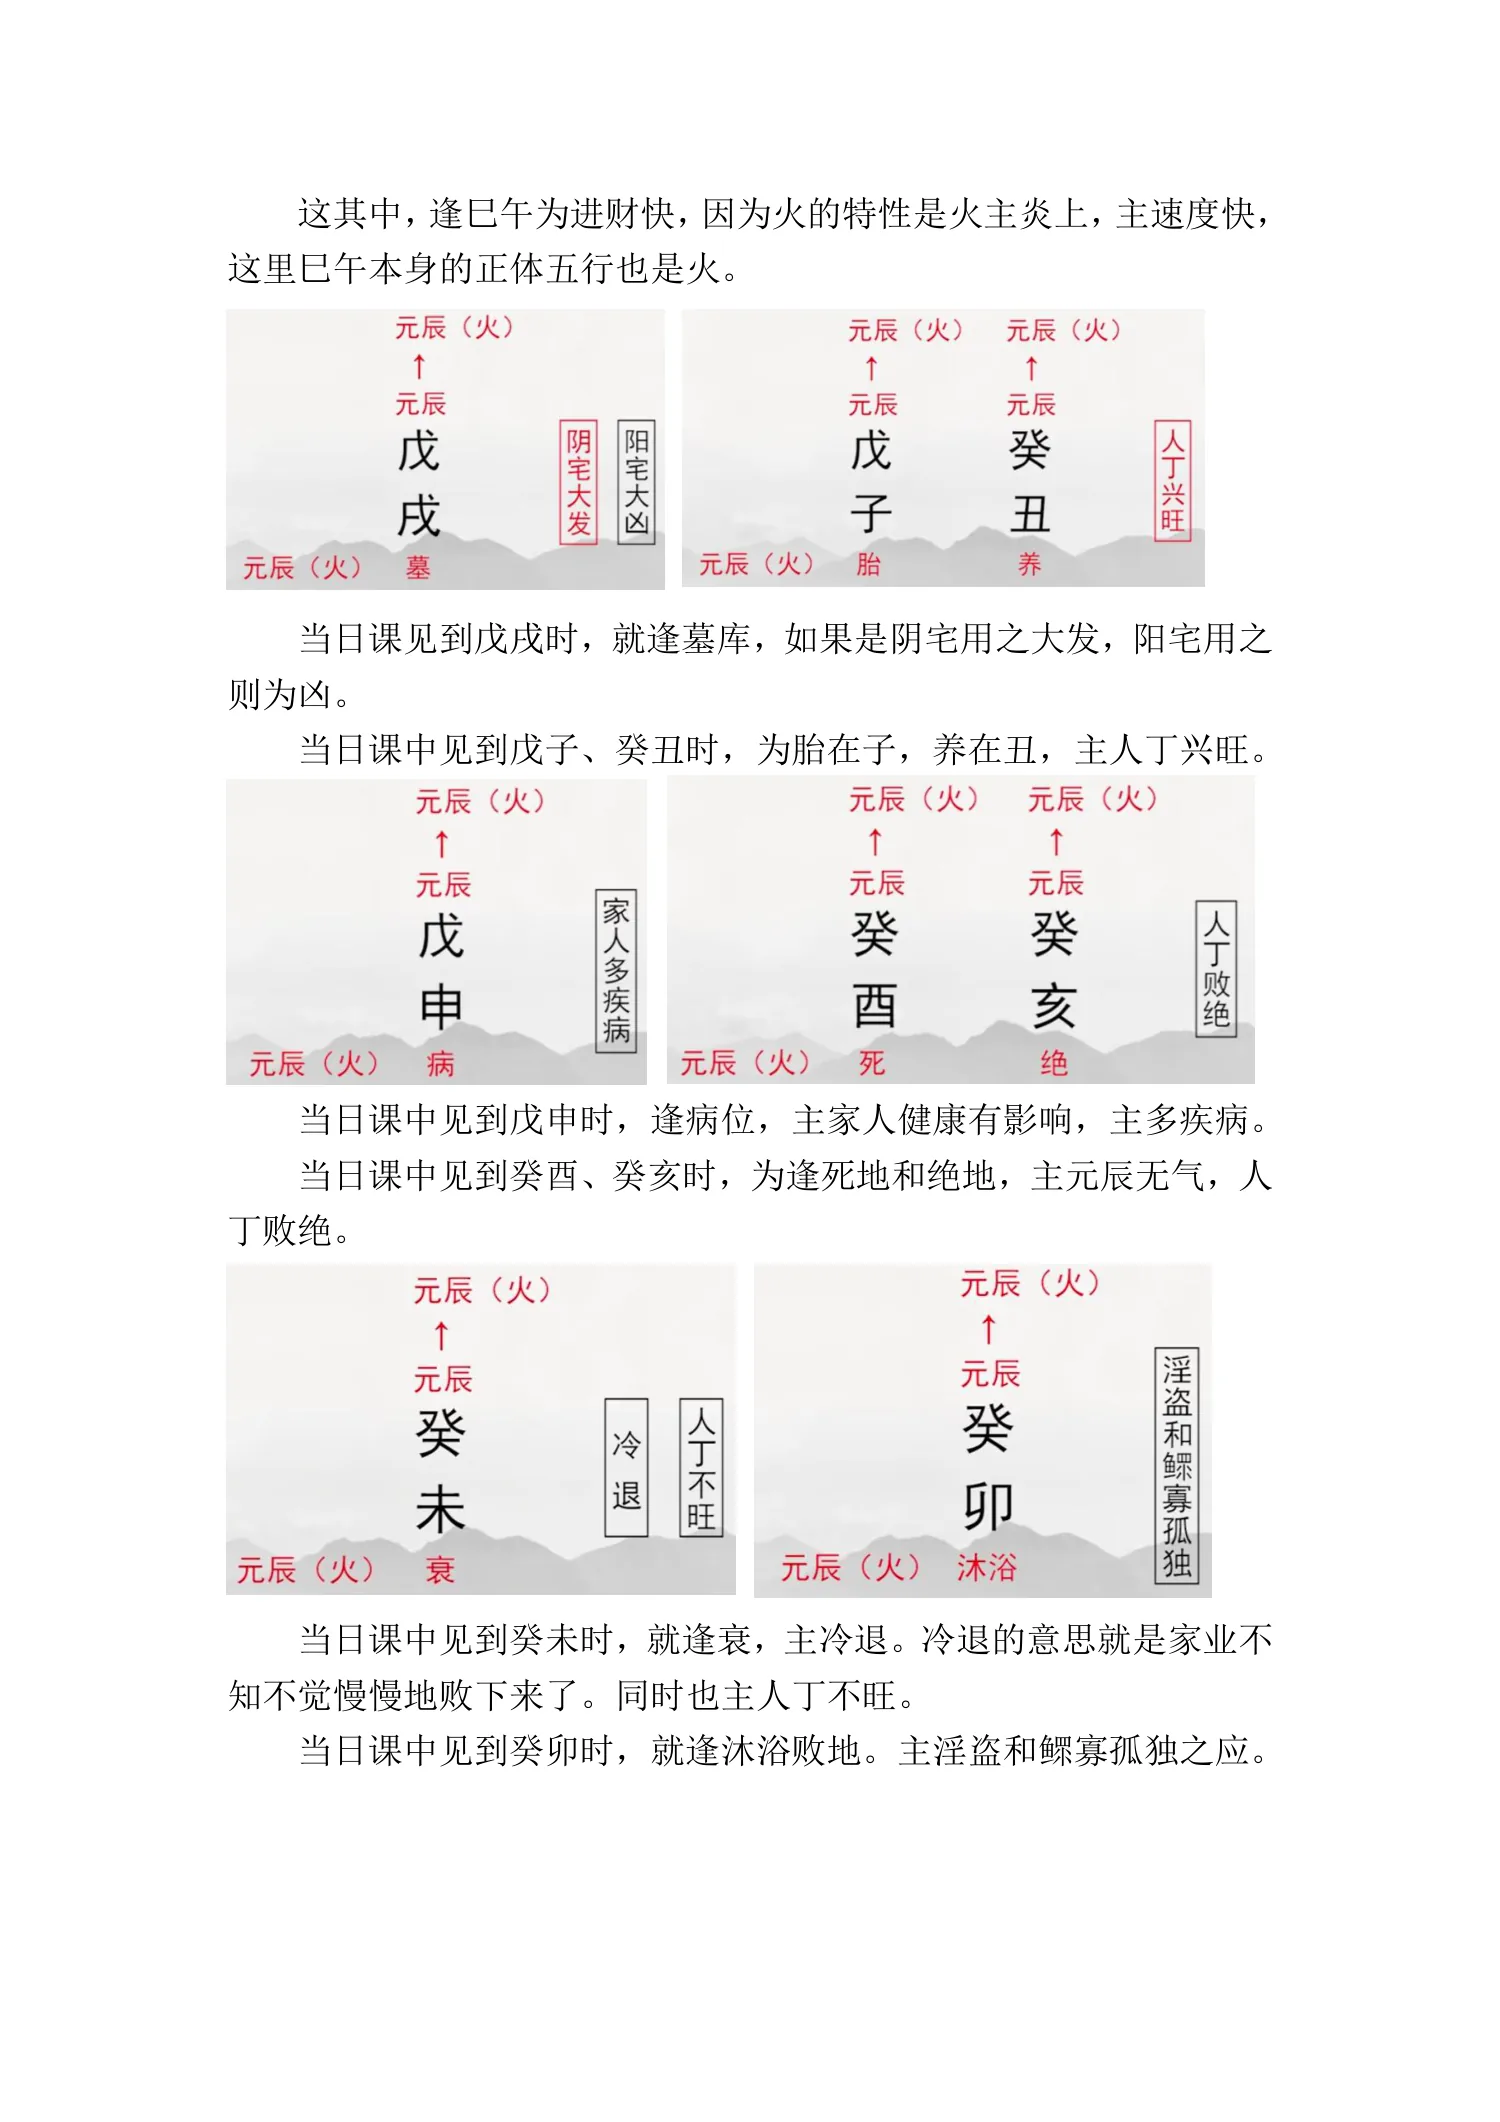 这其中，逢巳午为进财快，因为火的特性是火主炎上，主速度快，
这里巳午本身的正体五行也是火。
元辰（火）
↑
元辰
戊
戌
元辰（火） 墓
阴宅大发
阳宅大凶
元辰（火） 元辰（火）
↑ ↑
元辰 元辰
戊 癸
子 丑
元辰（火） 胎 养
人丁兴旺
当日课见到戊戌时，就逢墓库，如果是阴宅用之大发，阳宅用之
则为凶。
当日课中见到戊子、癸丑时，为胎在子，养在丑，主人丁兴旺。
元辰（火）
↑
元辰
戊
申
元辰（火） 病
家人多疾病
元辰（火） 元辰（火）
↑ ↑
元辰 元辰
癸 癸
酉 亥
元辰（火） 死 绝
人丁败绝
当日课中见到戊申时，逢病位，主家人健康有影响，主多疾病。
当日课中见到癸酉、癸亥时，为逢死地和绝地，主元辰无气，人
丁败绝。
元辰（火）
↑
元辰
癸
未
元辰（火） 衰
冷退
人丁不旺
元辰（火）
↑
元辰
癸
卯
元辰（火） 沐浴
淫盗和鳏寡孤独
当日课中见到癸未时，就逢衰，主冷退。冷退的意思就是家业不
知不觉慢慢地败下来了。同时也主人丁不旺。
当日课中见到癸卯时，就逢沐浴败地。主淫盗和鳏寡孤独之应。